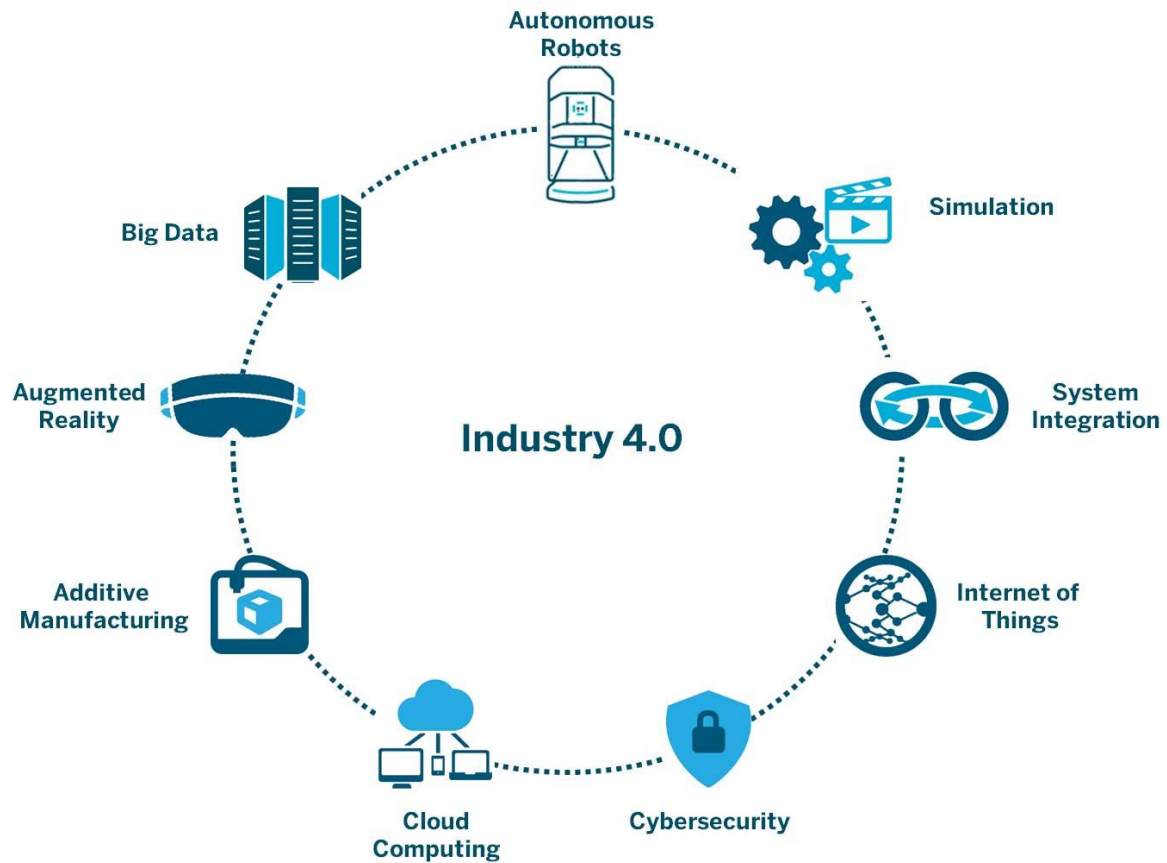 Autonomous
Robots
Simulation
Big Data
System
Integration
Augmented
Reality
Industry 4.0
Internet of
Things
Additive
Manufacturing
Cybersecurity
Cloud
Computing